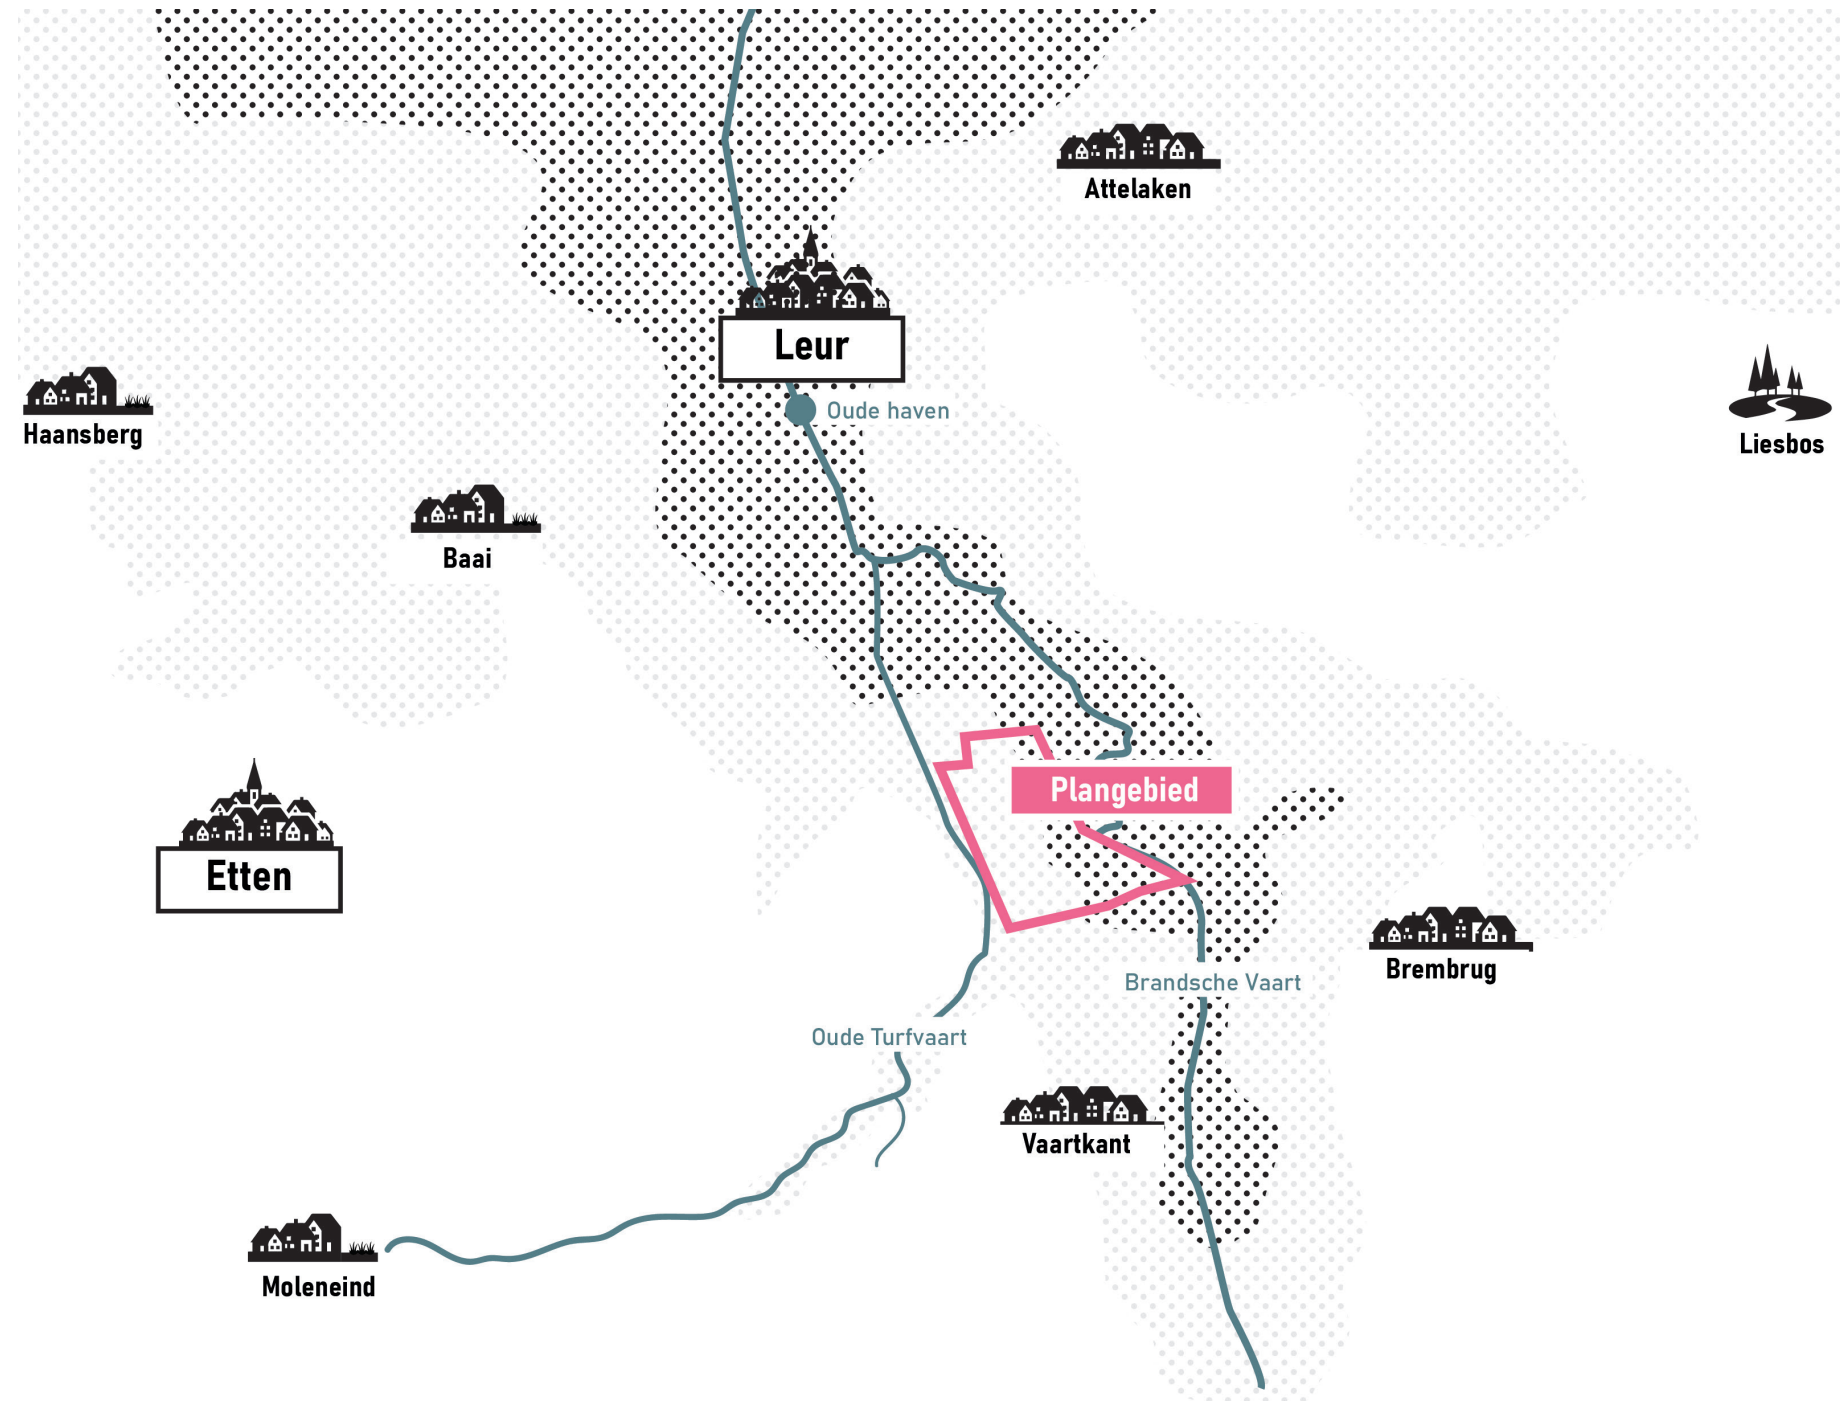 Attelaken
Leur
Oude haven
Haansberg
Liesbos
Baai
Plangebied
Etten
Brembrug
Brandsche Vaart
Oude Turfvaart
Vaartkant
Moleneind